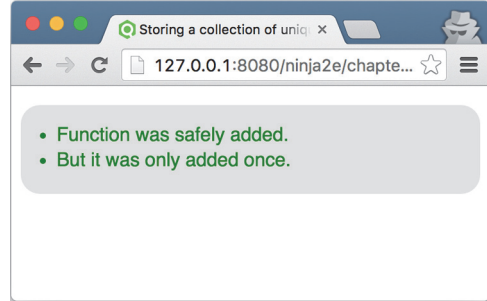 Storing a collection of uniq
127.0.0.1:8080/ninja2e/chapte...
• Function was safely added.
• But it was only added once.